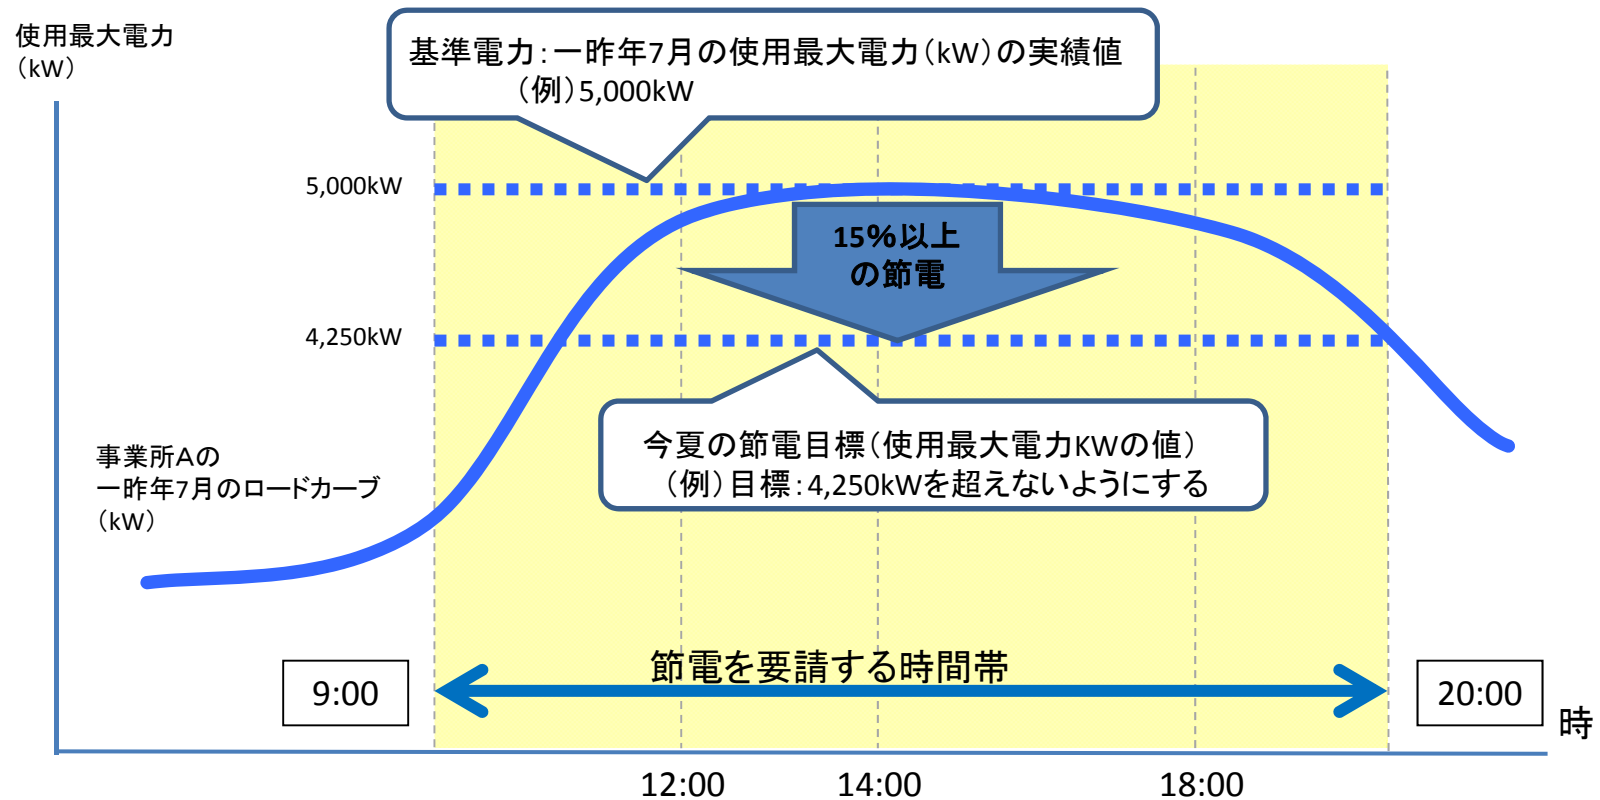 使用最大電力
（kW）
基準電力：一昨年7月の使用最大電力（kW）の実績値
（例）5,000kW
5,000kW
15%以上
の節電
4,250kW
今夏の節電目標（使用最大電力KWの値）
（例）目標：4,250kWを超えないようにする
事業所Aの
一昨年7月のロードカーブ
（kW）
節電を要請する時間帯
9:00
20:00
時
12:00
14:00
18:00